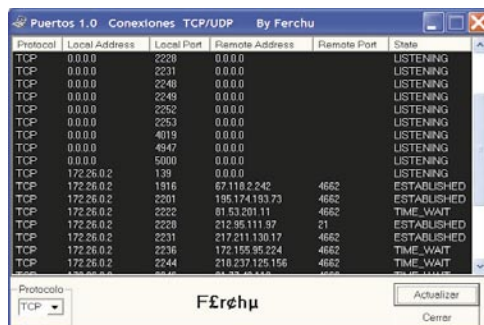 Puertos 1.0 Conexiones TCP/UDP By Ferchu
Protocol Local Address Local Port Remote Address Remote Port State
TCP 0.0.0.0 2228 0.0.0.0 LISTENING
TCP 0.0.0.0 2231 0.0.0.0 LISTENING
TCP 0.0.0.0 2248 0.0.0.0 LISTENING
TCP 0.0.0.0 2249 0.0.0.0 LISTENING
TCP 0.0.0.0 2252 0.0.0.0 LISTENING
TCP 0.0.0.0 2253 0.0.0.0 LISTENING
TCP 0.0.0.0 4019 0.0.0.0 LISTENING
TCP 0.0.0.0 4947 0.0.0.0 LISTENING
TCP 0.0.0.0 5000 0.0.0.0 LISTENING
TCP 172.26.0.2 139 0.0.0.0 LISTENING
TCP 172.26.0.2 1916 67.118.2.242 4662 ESTABLISHED
TCP 172.26.0.2 2201 195.174.193.73 4662 ESTABLISHED
TCP 172.26.0.2 2222 81.53.201.11 4662 TIME_WAIT
TCP 172.26.0.2 2228 212.95.111.97 21 ESTABLISHED
TCP 172.26.0.2 2231 217.211.130.17 4662 ESTABLISHED
TCP 172.26.0.2 2236 172.155.95.224 4662 TIME_WAIT
TCP 172.26.0.2 2244 218.237.125.156 4662 TIME_WAIT
Protocolo
TCP
F£r¢hµ
Actualizar
Cerrar